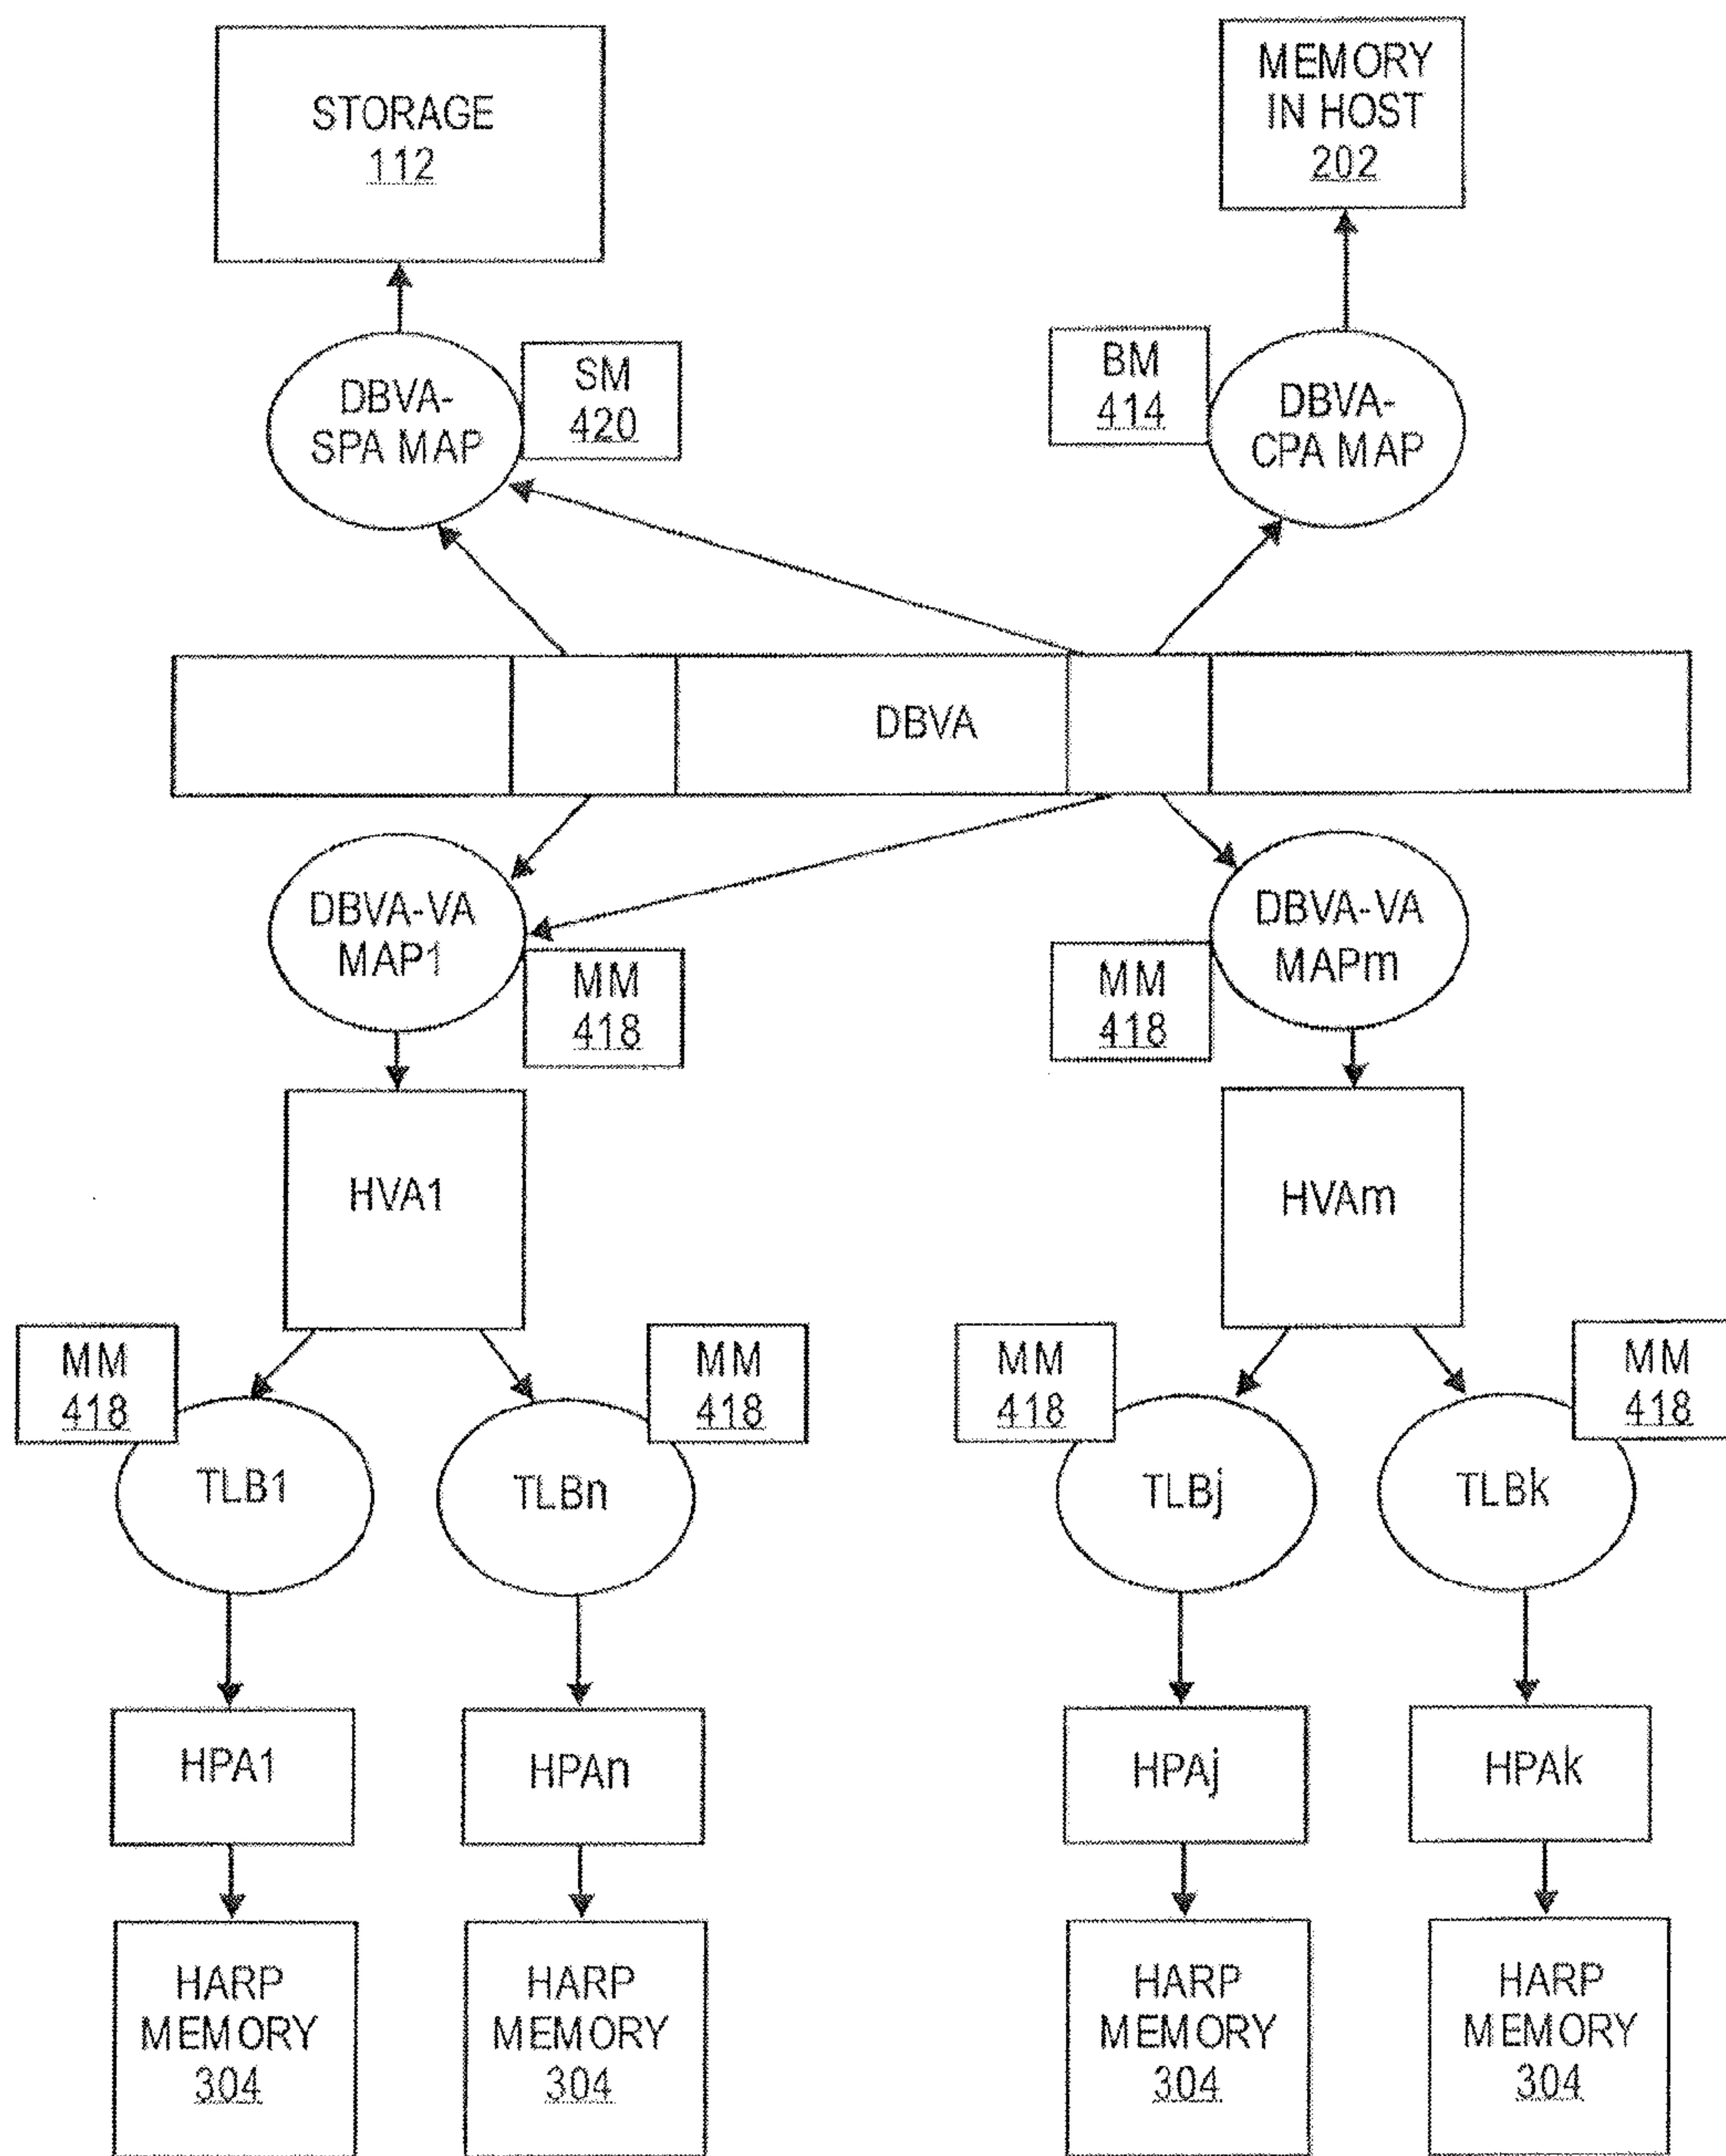 STORAGE
112
MEMORY
IN HOST
202
DBVA-
SPA MAP
SM
420
BM
414
DBVA-
CPA MAP
DBVA
DBVA-VA
MAP1
MM
418
MM
418
DBVA-VA
MAPm
HVA1
HVAm
MM
418
TLB1
TLBn
MM
418
MM
418
TLBj
TLBk
MM
418
HPA1
HPAn
HPAj
HPAk
HARP
MEMORY
304
HARP
MEMORY
304
HARP
MEMORY
304
HARP
MEMORY
304